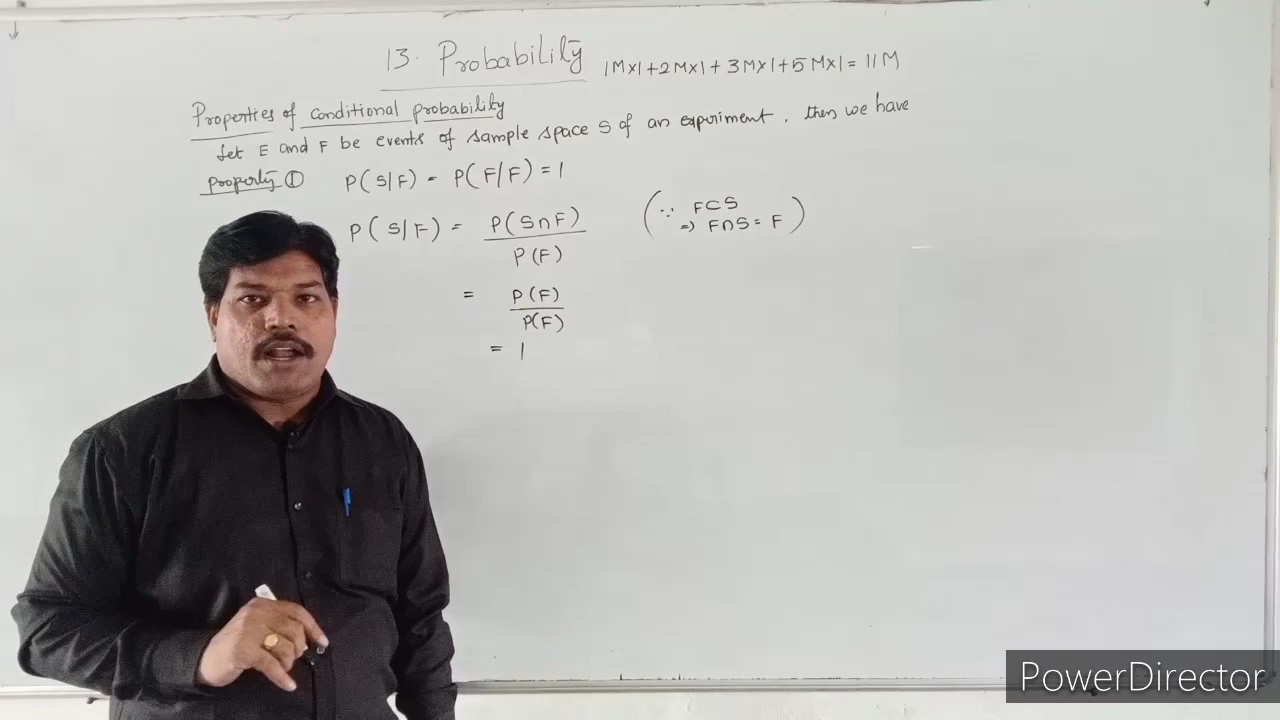 13. Probability
1M×1+2M×1+3M×1+5M×1=11M
Properties of conditional probability
Let E and F be events of sample space S of an experiment, then we have
Property ①
P(S|F) = P(F|F) = 1
P(S|F) = P(S∩F) / P(F)
(∵ F⊂S
⇒ F∩S = F)
= P(F) / P(F)
= 1
PowerDirector